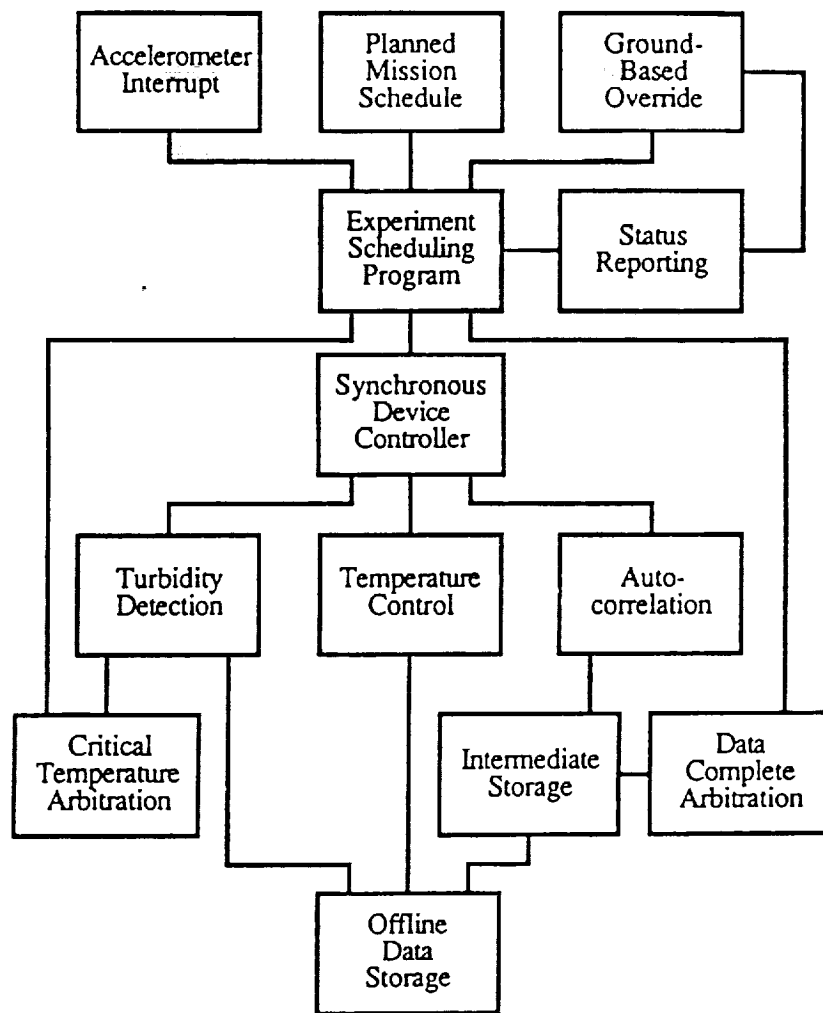 Accelerometer
Interrupt
Planned
Mission
Schedule
Ground-
Based
Override
Experiment
Scheduling
Program
Status
Reporting
Synchronous
Device
Controller
Turbidity
Detection
Temperature
Control
Auto-
correlation
Critical
Temperature
Arbitration
Intermediate
Storage
Data
Complete
Arbitration
Offline
Data
Storage